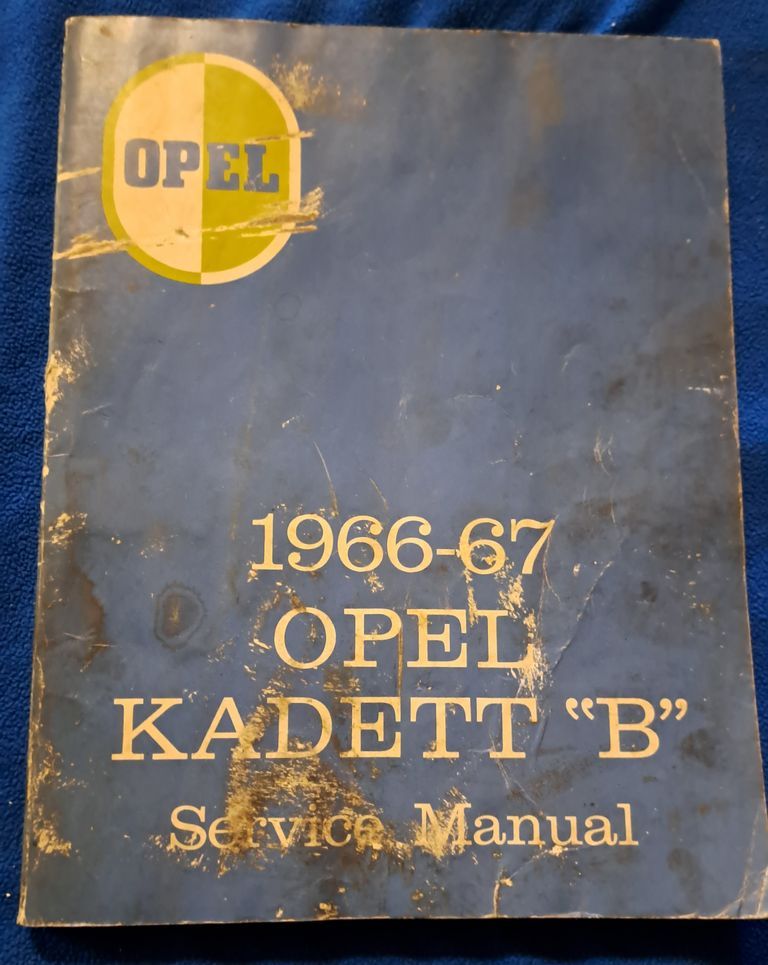 OPEL
1966-67
OPEL
KADETT “B”
Service Manual